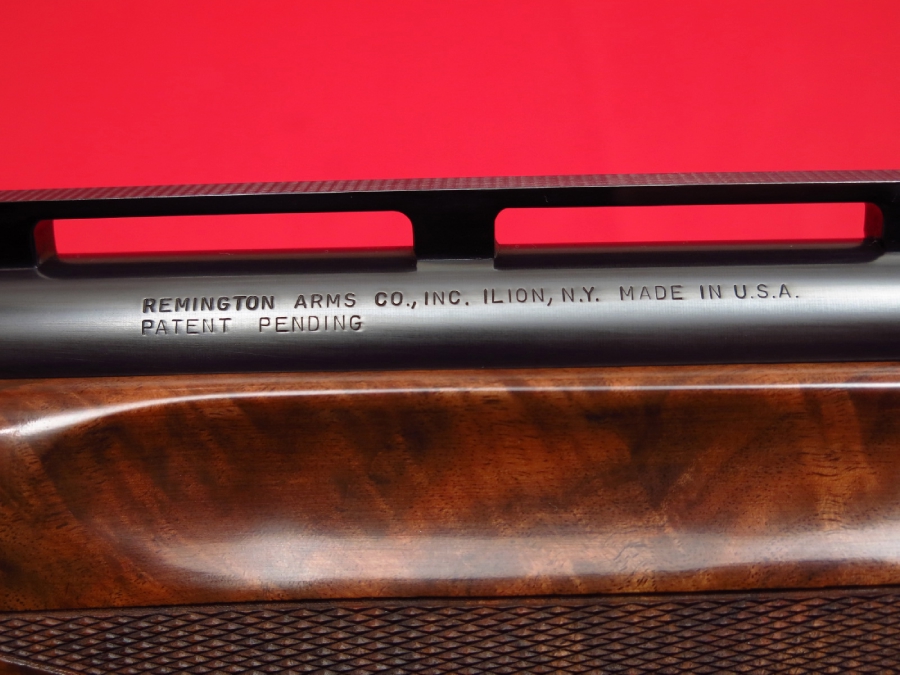 REMINGTON ARMS CO., INC. ILION, N.Y. MADE IN U.S.A.
PATENT PENDING